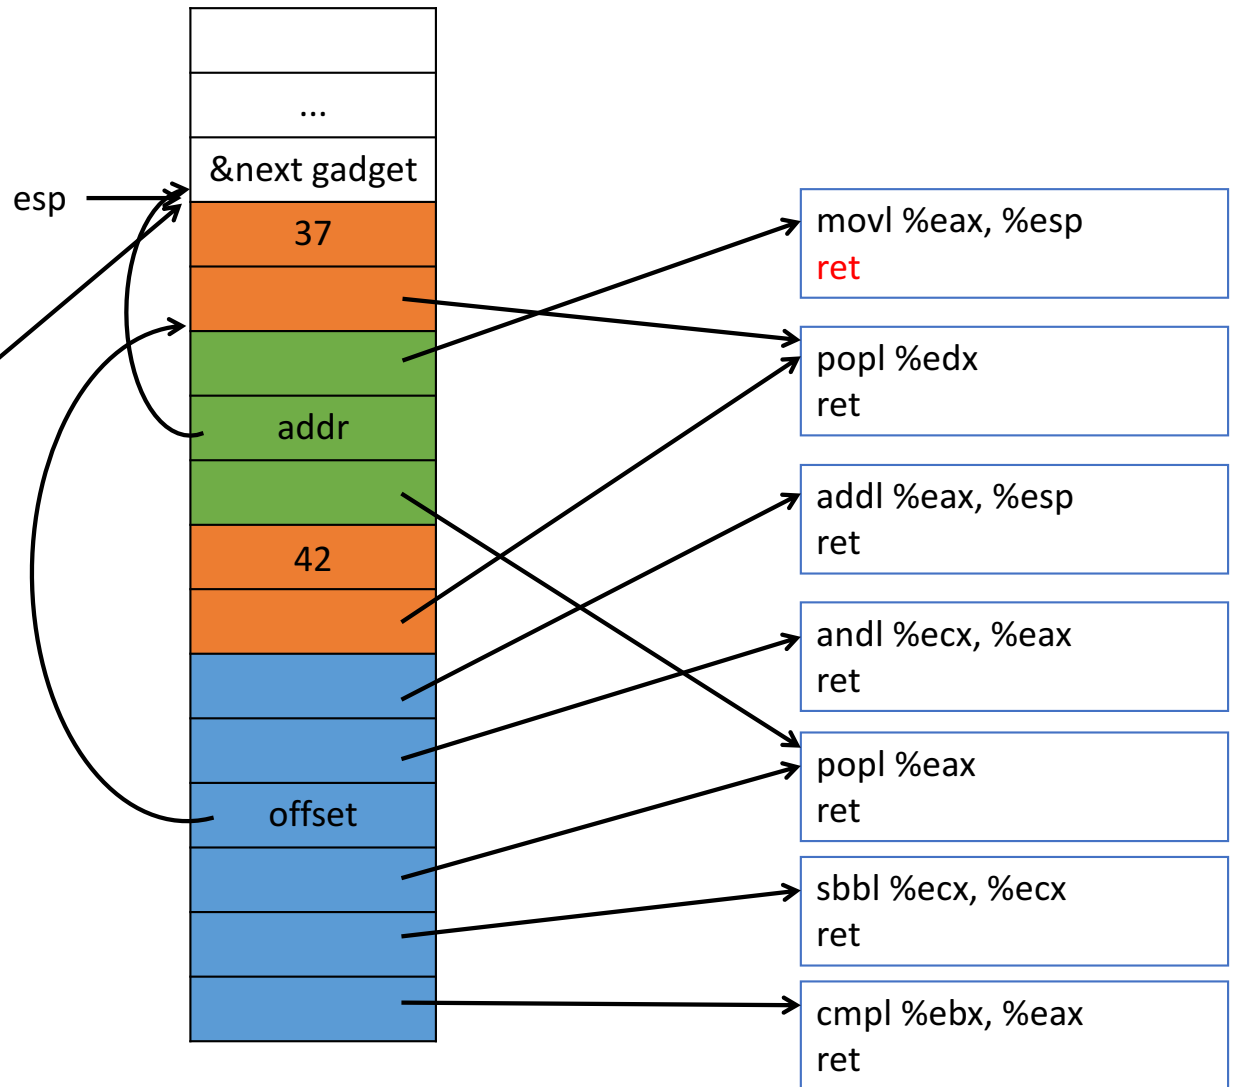 ...
&next gadget
esp
37
addr
42
offset
movl %eax, %esp
ret
popl %edx
ret
addl %eax, %esp
ret
andl %ecx, %eax
ret
popl %eax
ret
sbbl %ecx, %ecx
ret
cmpl %ebx, %eax
ret